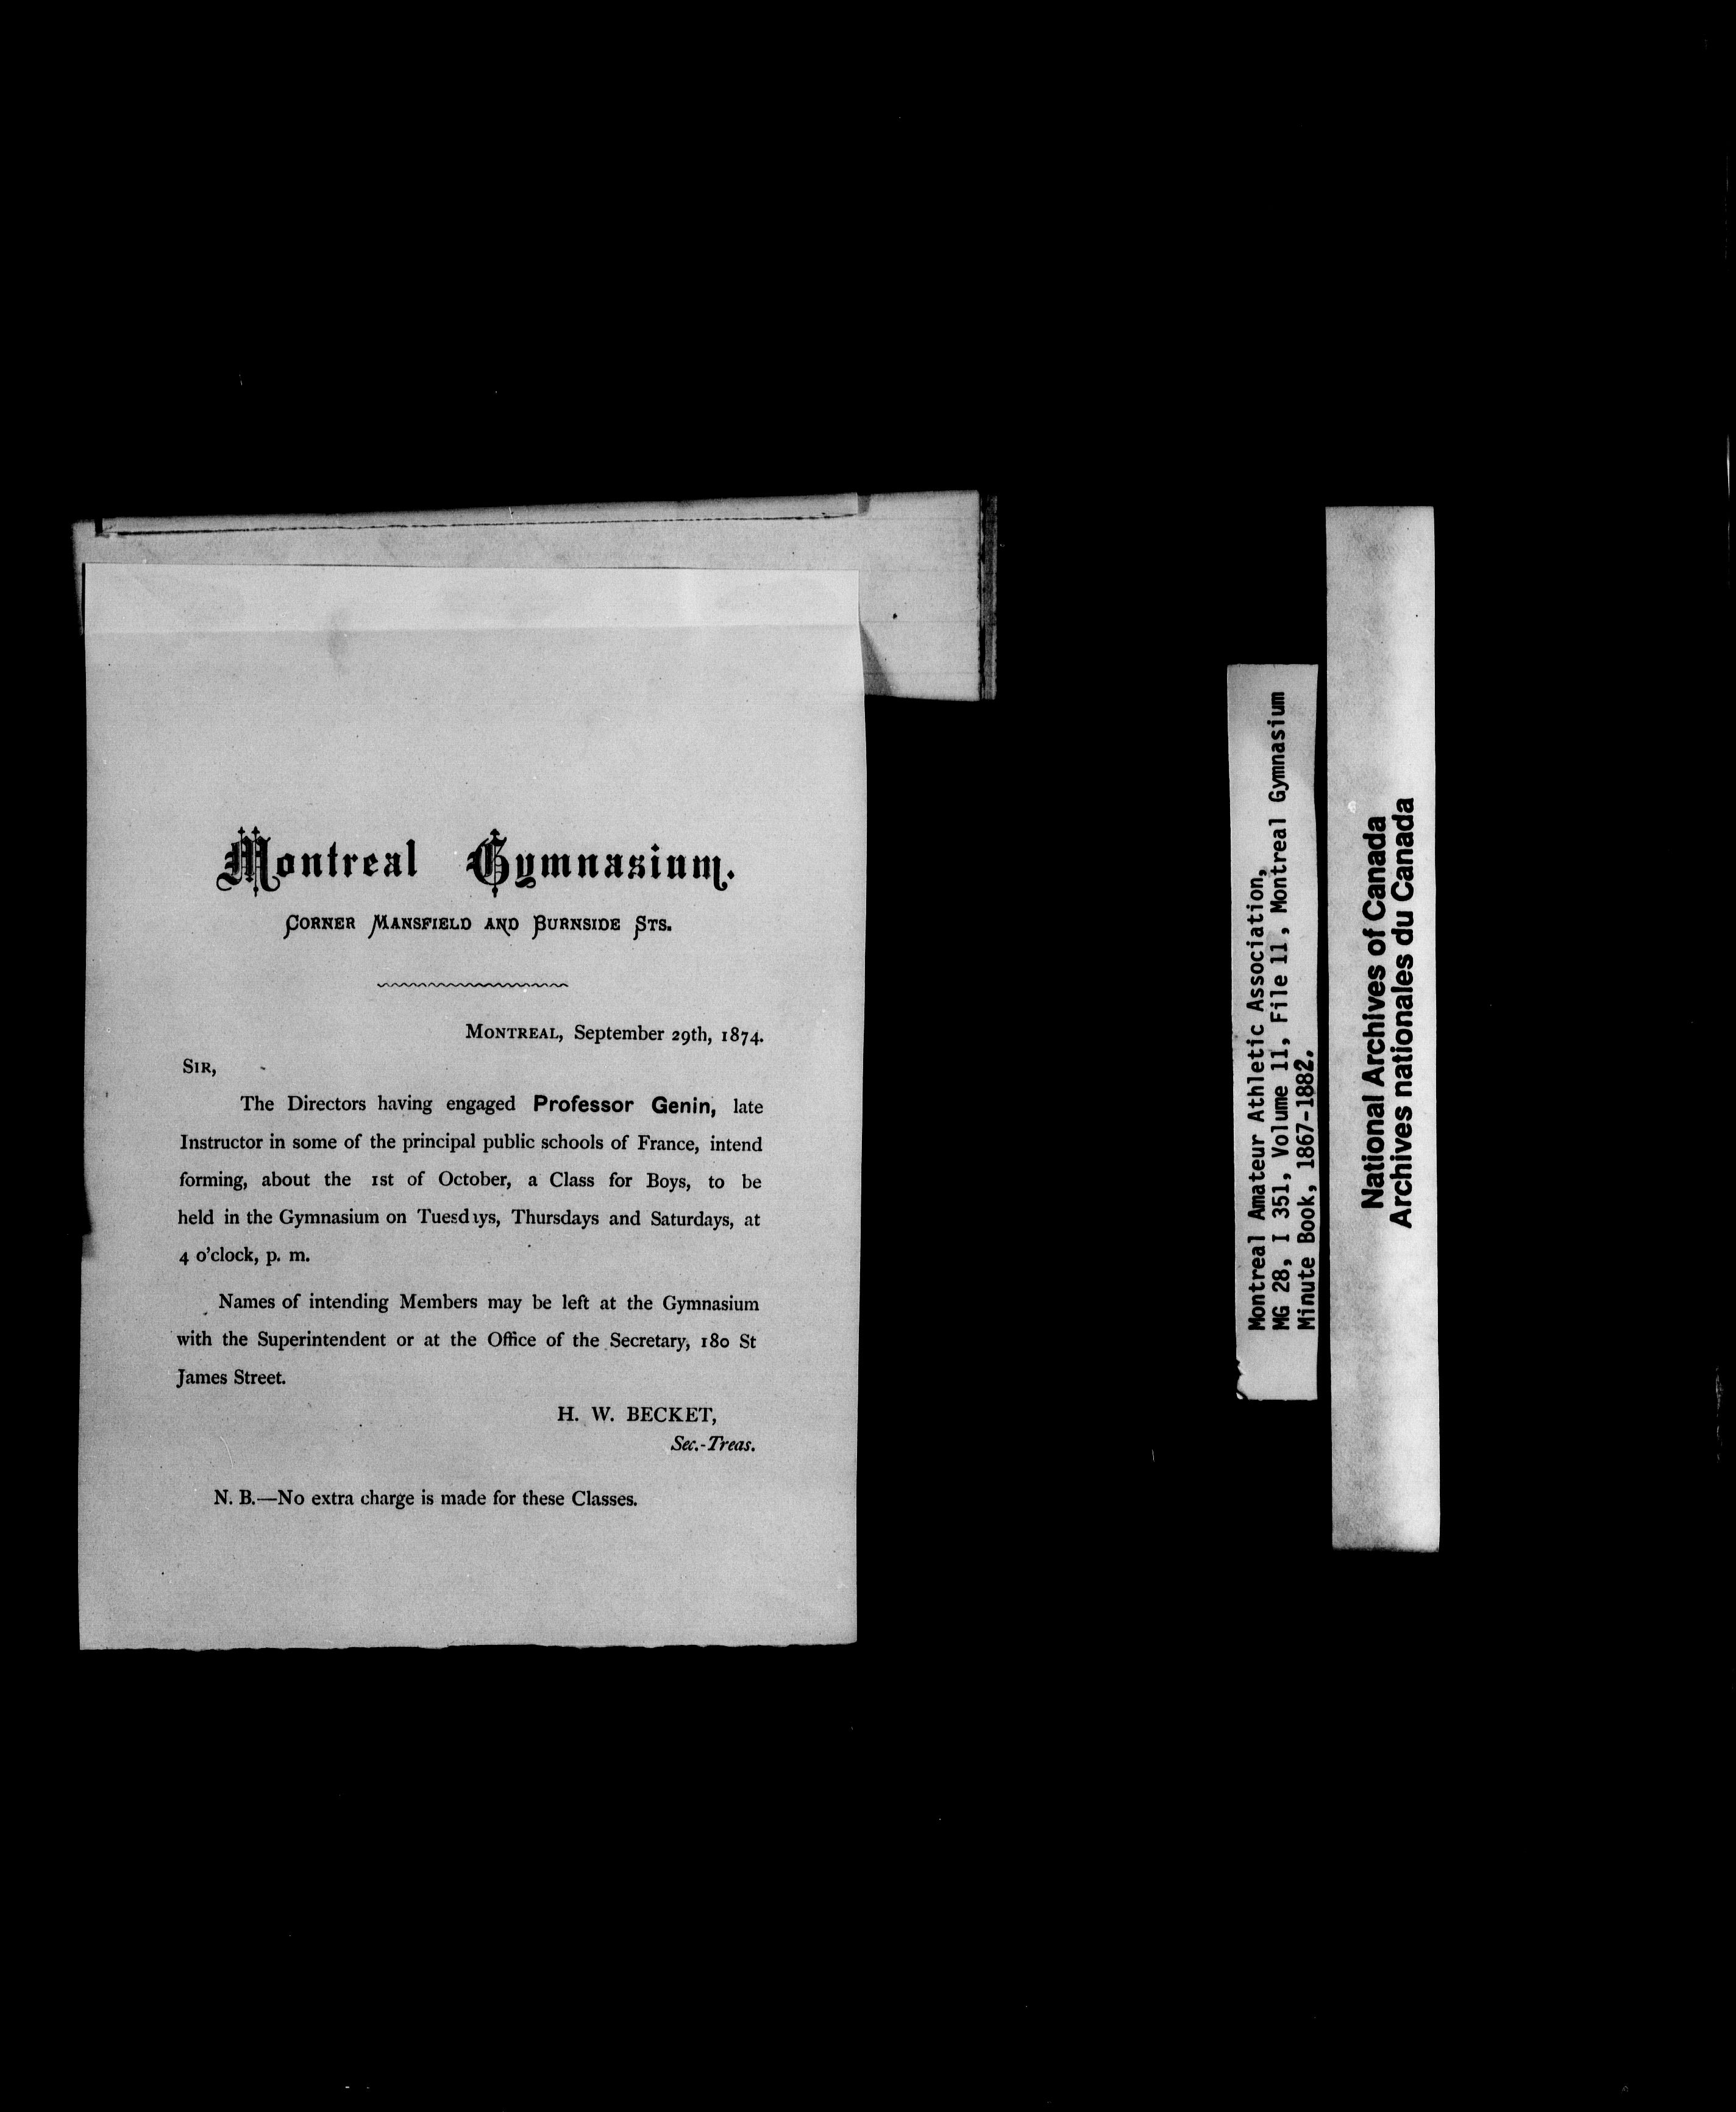 Montreal Gymnasium.
CORNER MANSFIELD AND BURNSIDE STS.
MONTREAL, September 29th, 1874.
SIR,
The Directors having engaged Professor Genin, late
Instructor in some of the principal public schools of France, intend
forming, about the 1st of October, a Class for Boys, to be
held in the Gymnasium on Tuesdays, Thursdays and Saturdays, at
4 o'clock, p. m.
Names of intending Members may be left at the Gymnasium
with the Superintendent or at the Office of the Secretary, 180 St
James Street.
H. W. BECKET,
Sec.-Treas.
N. B.—No extra charge is made for these Classes.
Montreal Amateur Athletic Association,
MG 28, I 351, Volume 11, File 11, Montreal Gymnasium
Minute Book, 1867-1882.
National Archives of Canada
Archives nationales du Canada